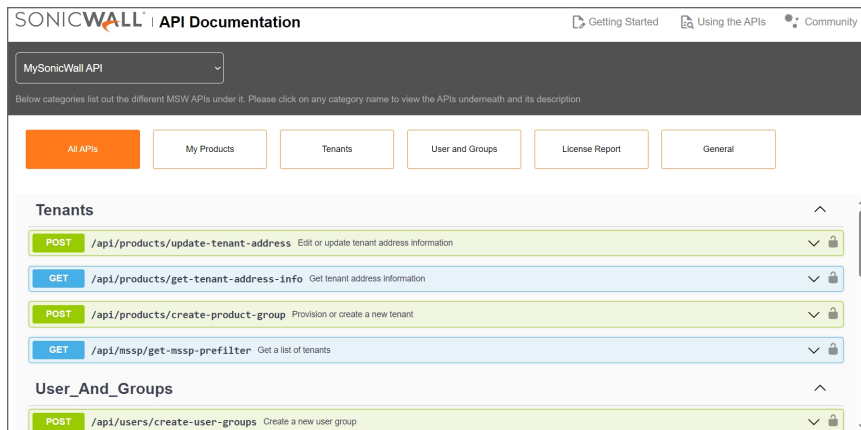 SONICWALL | API Documentation
Getting Started
Using the APIs
Community
MySonicWall API
Below categories list out the different MSW APIs under it. Please click on any category name to view the APIs underneath and its description
All APIs
My Products
Tenants
User and Groups
License Report
General
Tenants
POST /api/products/update-tenant-address Edit or update tenant address information
GET /api/products/get-tenant-address-info Get tenant address information
POST /api/products/create-product-group Provision or create a new tenant
GET /api/mssp/get-mssp-prefilter Get a list of tenants
User_And_Groups
POST /api/users/create-user-groups Create a new user group